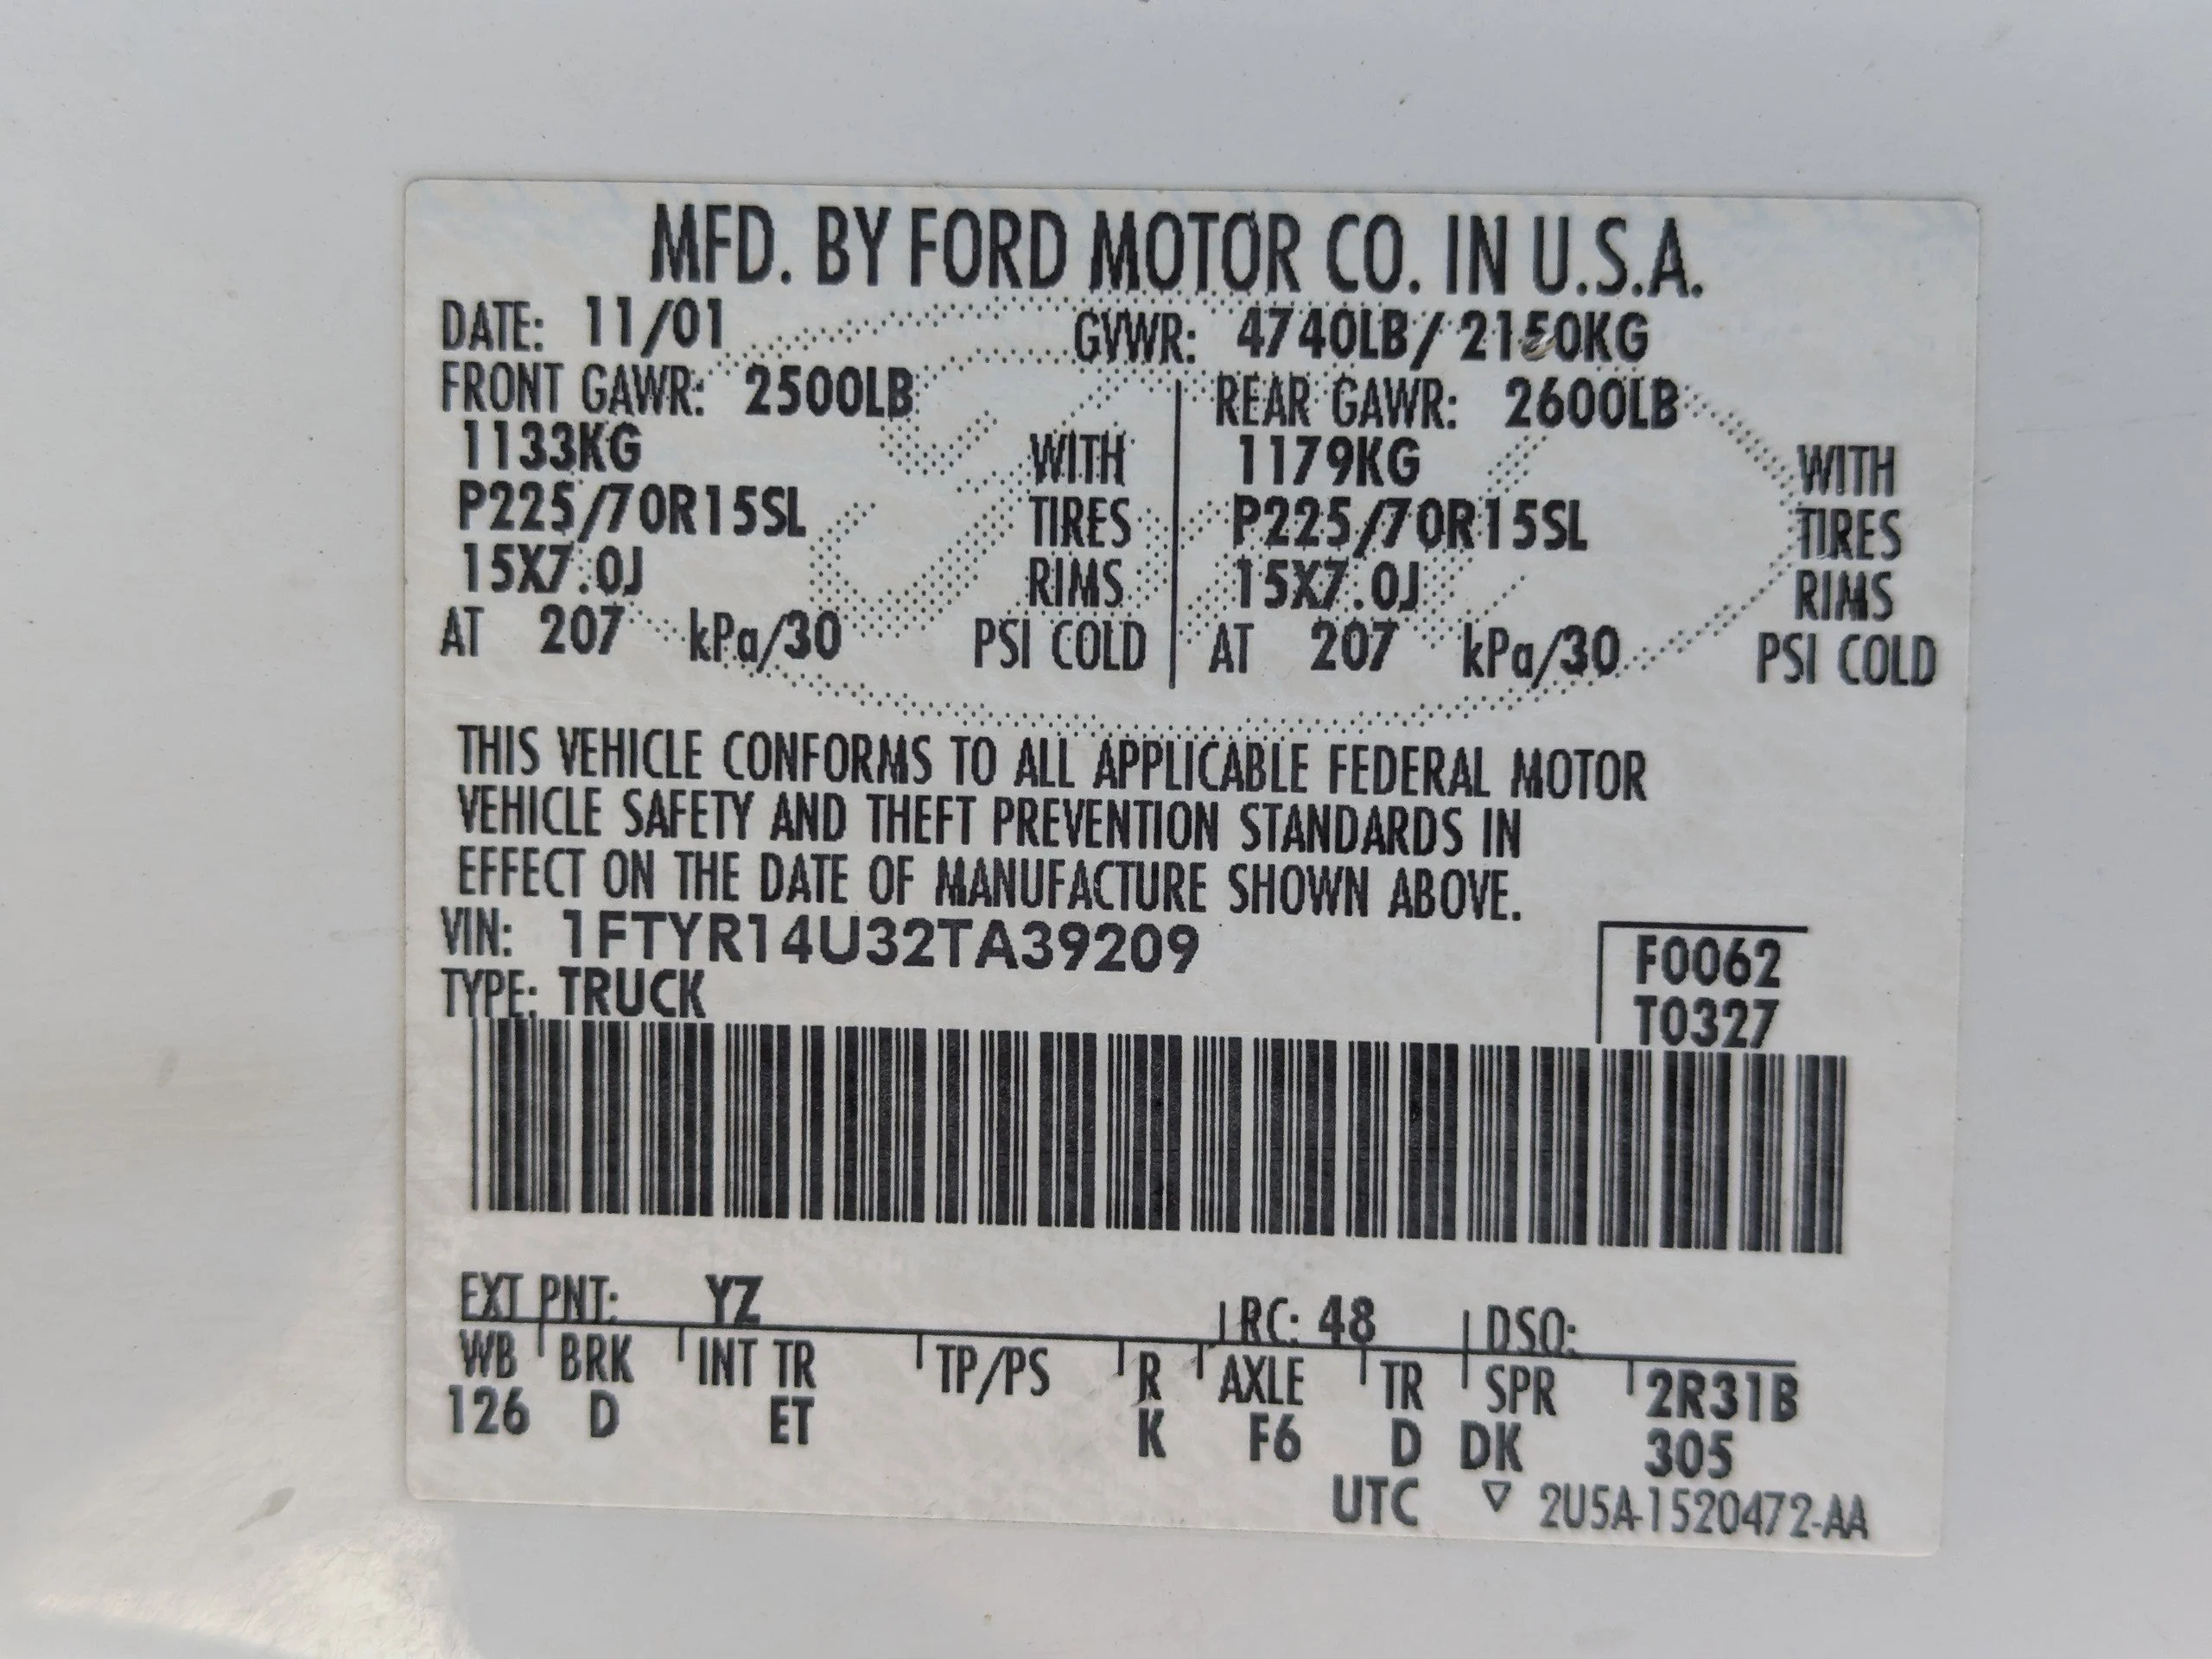 MFD. BY FORD MOTOR CO. IN U.S.A.
DATE: 11/01 GVWR: 4740LB/ 2150KG
FRONT GAWR: 2500LB REAR GAWR: 2600LB
1133KG WITH 1179KG WITH
P225/70R15SL TIRES P225/70R15SL TIRES
15X7.0J RIMS 15X7.0J RIMS
AT 207 kPa/30 PSI COLD AT 207 kPa/30 PSI COLD
THIS VEHICLE CONFORMS TO ALL APPLICABLE FEDERAL MOTOR
VEHICLE SAFETY AND THEFT PREVENTION STANDARDS IN
EFFECT ON THE DATE OF MANUFACTURE SHOWN ABOVE.
VIN: 1FTYR14U32TA39209 F0062
TYPE: TRUCK T0327
EXT PNT: YZ RC: 48 DSO:
WB BRK INT TR TP/PS R AXLE TR SPR 2R31B
126 D ET K F6 D DK 305
UTC ▽ 2U5A-1520472-AA